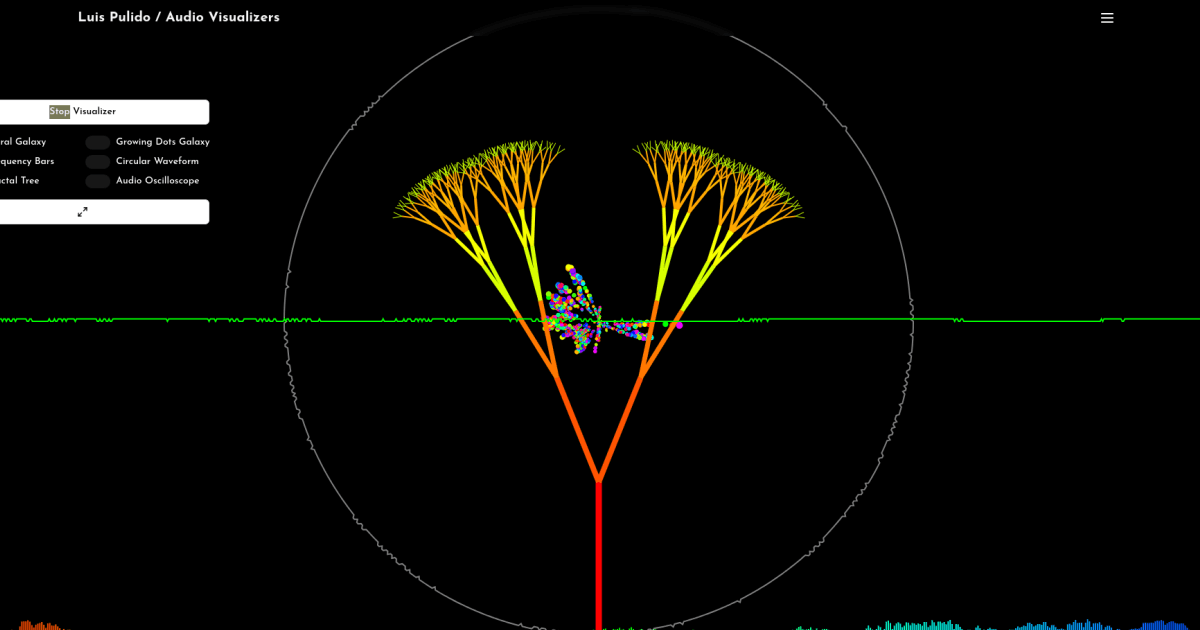 Luis Pulido / Audio Visualizers
Stop Visualizer
ral Galaxy
Growing Dots Galaxy
quency Bars
Circular Waveform
ctal Tree
Audio Oscilloscope